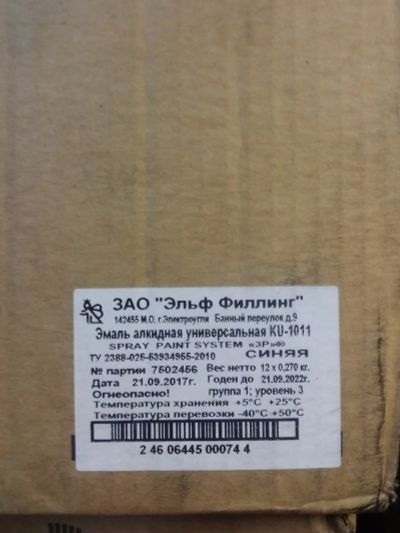 ЗАО "Эльф Филлинг"
142455 М.О, г.Электроугли Банный переулок д.9
Эмаль алкидная универсальная KU-1011
SPRAY PAINT SYSTEM «3P»® СИНЯЯ
ТУ 2388-025-53934955-2010
№ партии 7502456 Вес нетто 12 х 0,270 кг.
Дата 21.09.2017г. Годен до 21.09.2022г.
Огнеопасно! группа 1; уровень 3
Температура хранения +5°С +25°С
Температура перевозки -40°С +50°С
2 46 06445 00074 4